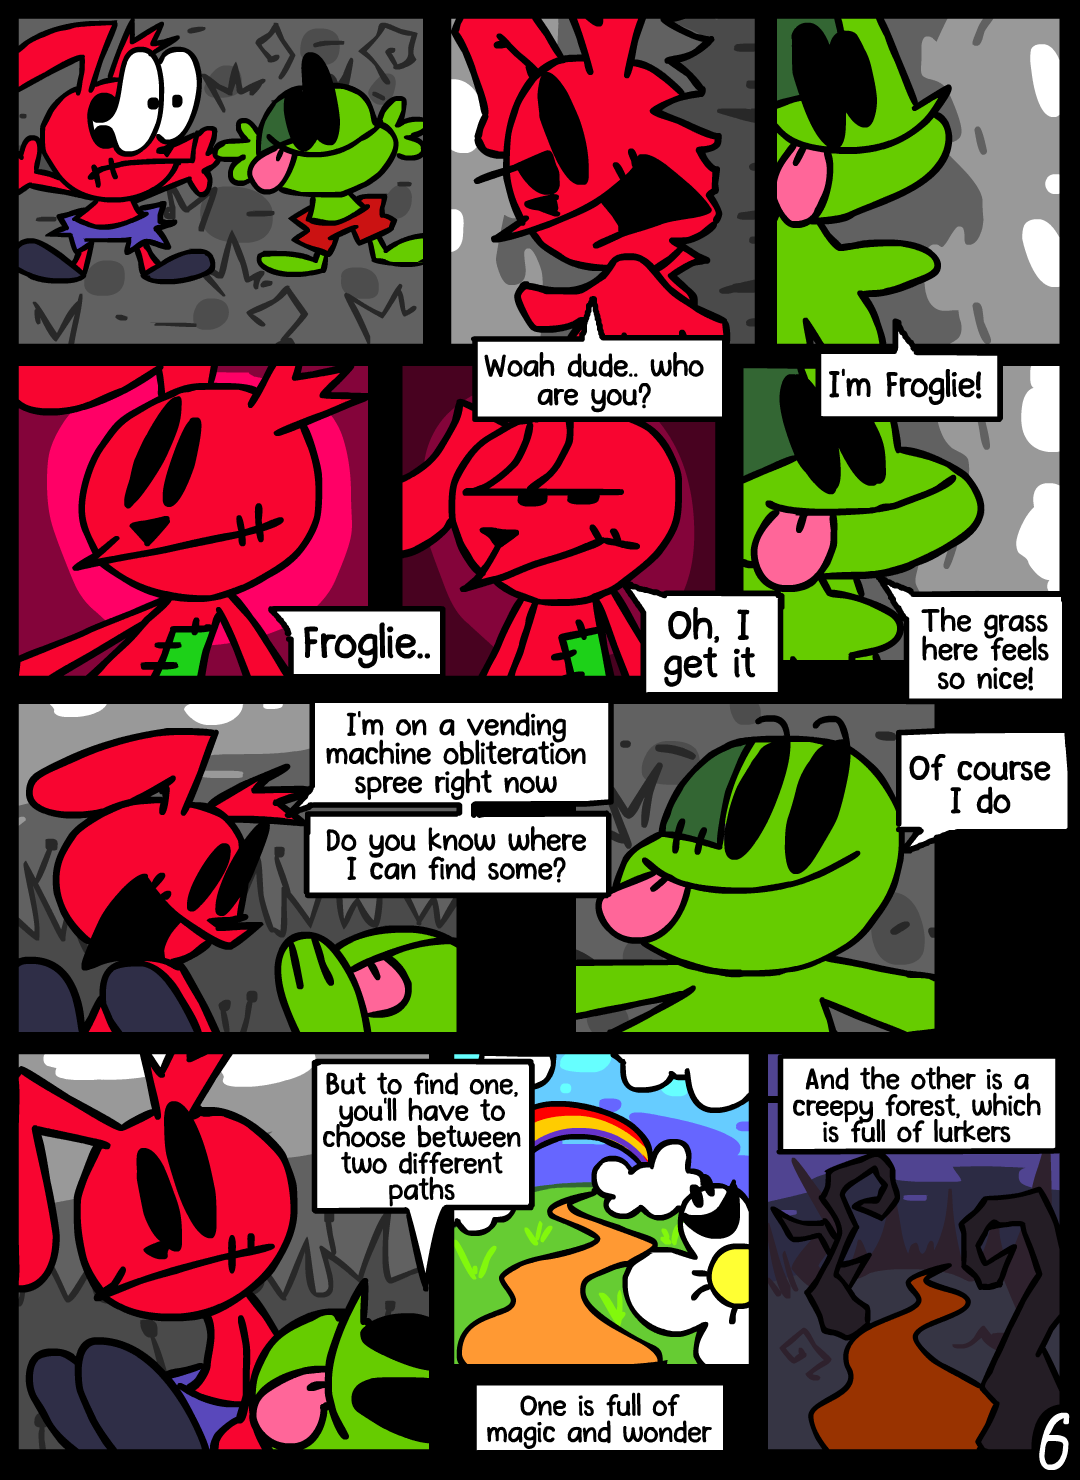 Woah dude.. who
are you?
I'm Froglie!
Froglie..
Oh, I
get it
The grass
here feels
so nice!
I'm on a vending
machine obliteration
spree right now
Do you know where
I can find some?
Of course
I do
But to find one,
you'll have to
choose between
two different
paths
One is full of
magic and wonder
And the other is a
creepy forest, which
is full of lurkers
6